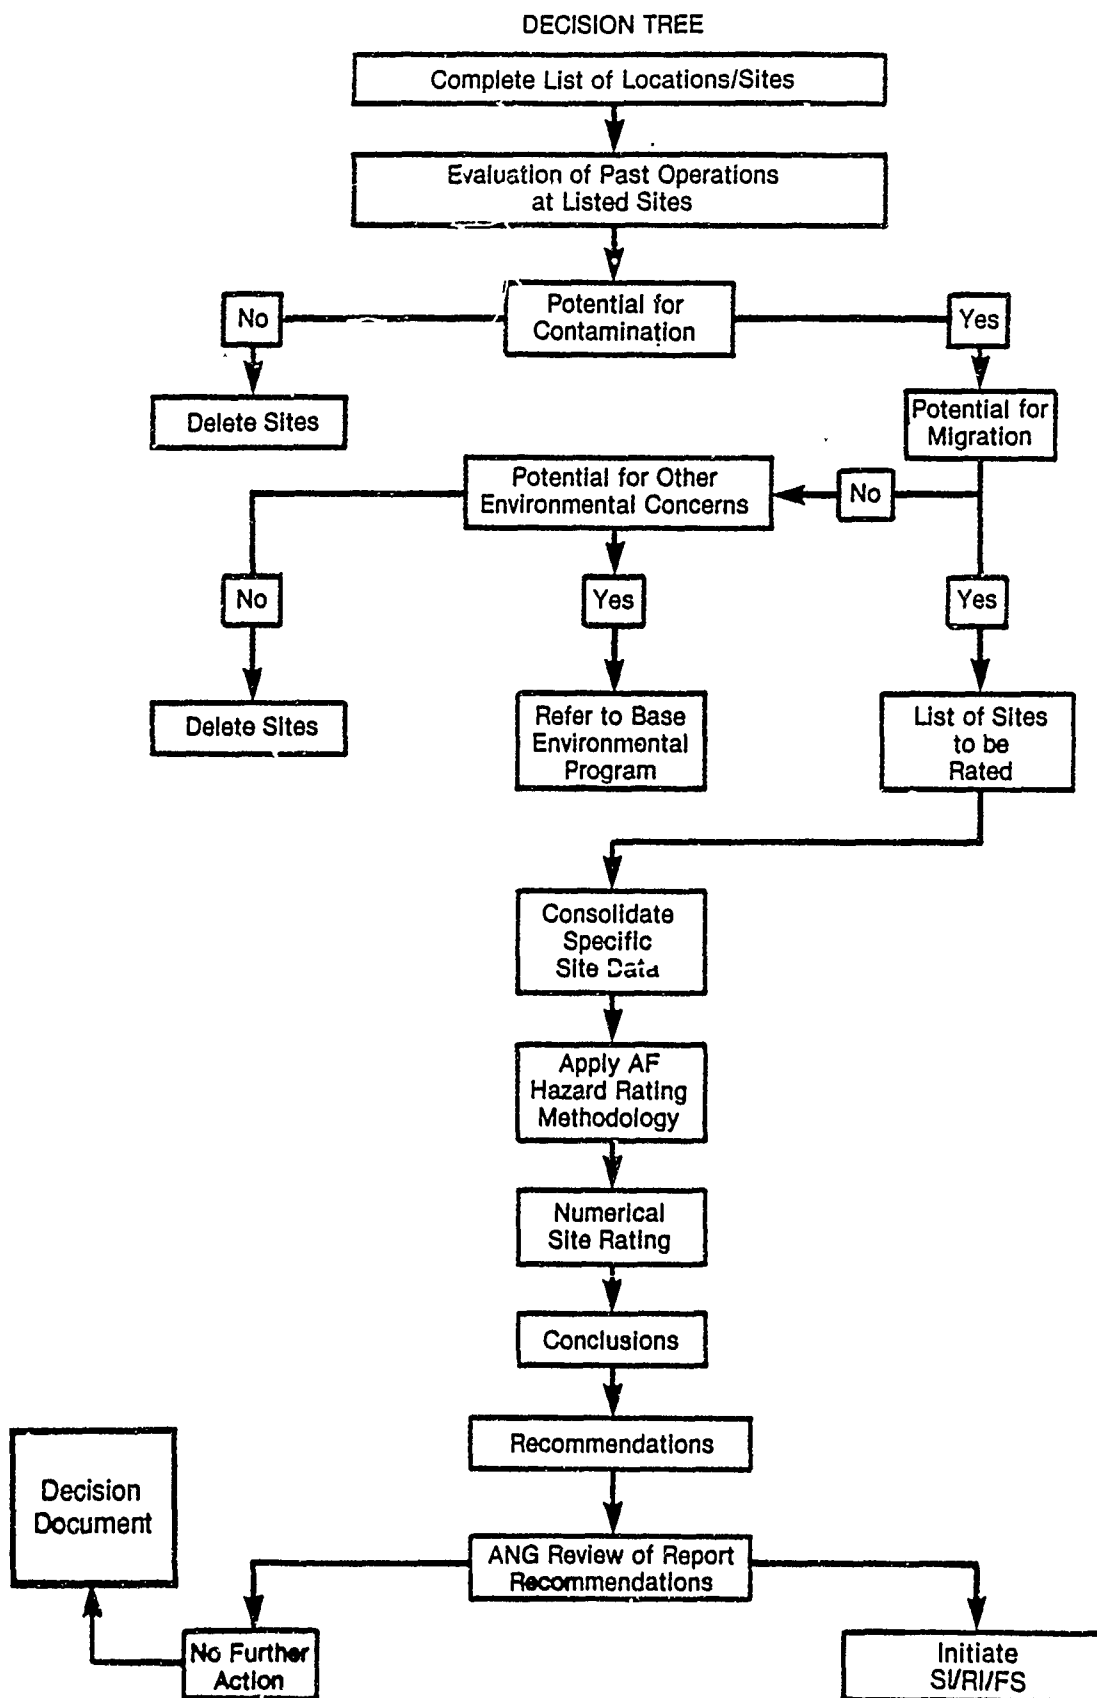 DECISION TREE
Complete List of Locations/Sites
Evaluation of Past Operations
at Listed Sites
Potential for
Contamination
No
Yes
Delete Sites
Potential for
Migration
Potential for Other
Environmental Concerns
No
No
Yes
Yes
Delete Sites
Refer to Base
Environmental
Program
List of Sites
to be
Rated
Consolidate
Specific
Site Data
Apply AF
Hazard Rating
Methodology
Numerical
Site Rating
Conclusions
Recommendations
Decision
Document
ANG Review of Report
Recommendations
No Further
Action
Initiate
SI/RI/FS